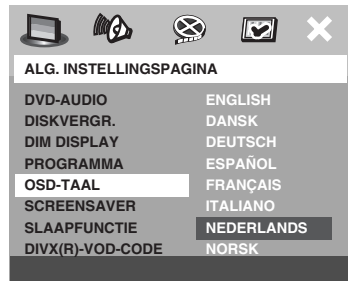 ALG. INSTELLINGSPAGINA
DVD-AUDIO ENGLISH
DISKVERGR. DANSK
DIM DISPLAY DEUTSCH
PROGRAMMA ESPAÑOL
OSD-TAAL FRANÇAIS
SCREENSAVER ITALIANO
SLAAPFUNCTIE NEDERLANDS
DIVX(R)-VOD-CODE NORSK